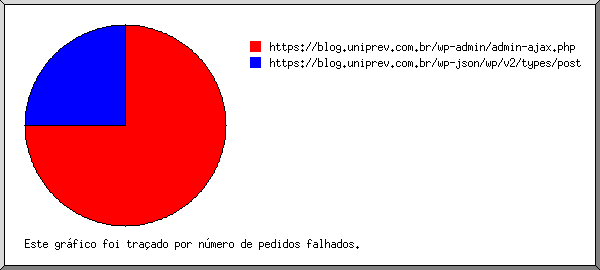 https://blog.uniprev.com.br/wp-admin/admin-ajax.php
https://blog.uniprev.com.br/wp-json/wp/v2/types/post
Este gráfico foi traçado por número de pedidos falhados.